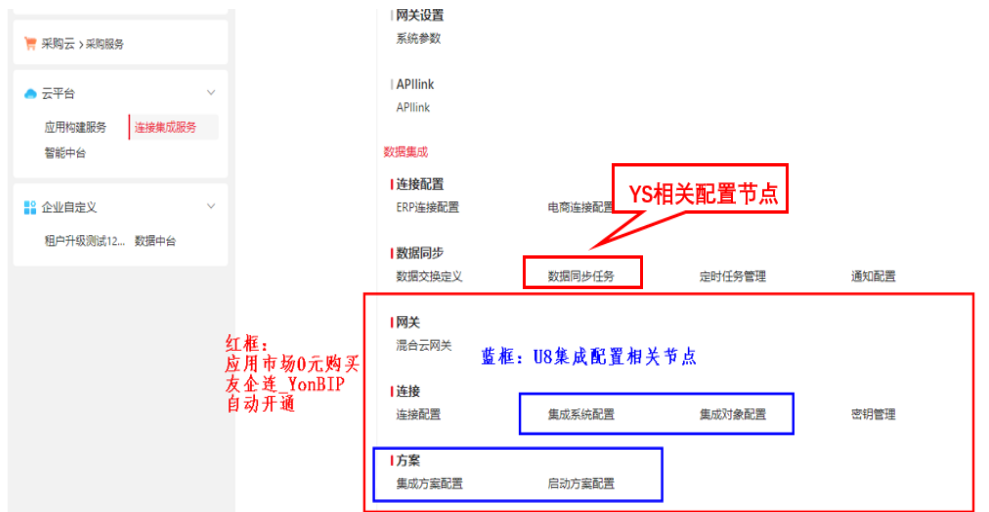 网关设置
系统参数
采购云 > 采购服务
APIlink
APIlink
云平台
应用构建服务 连接集成服务
智能中台
数据集成
连接配置
ERP连接配置 电商连接配置
YS相关配置节点
企业自定义
租户升级测试12... 数据中台
数据同步
数据交换定义 数据同步任务 定时任务管理 通知配置
网关
混合云网关
蓝框：U8集成配置相关节点
红框：
应用市场0元购买
友企连_YonBIP
自动开通
连接
连接配置 集成系统配置 集成对象配置 密钥管理
方案
集成方案配置 启动方案配置